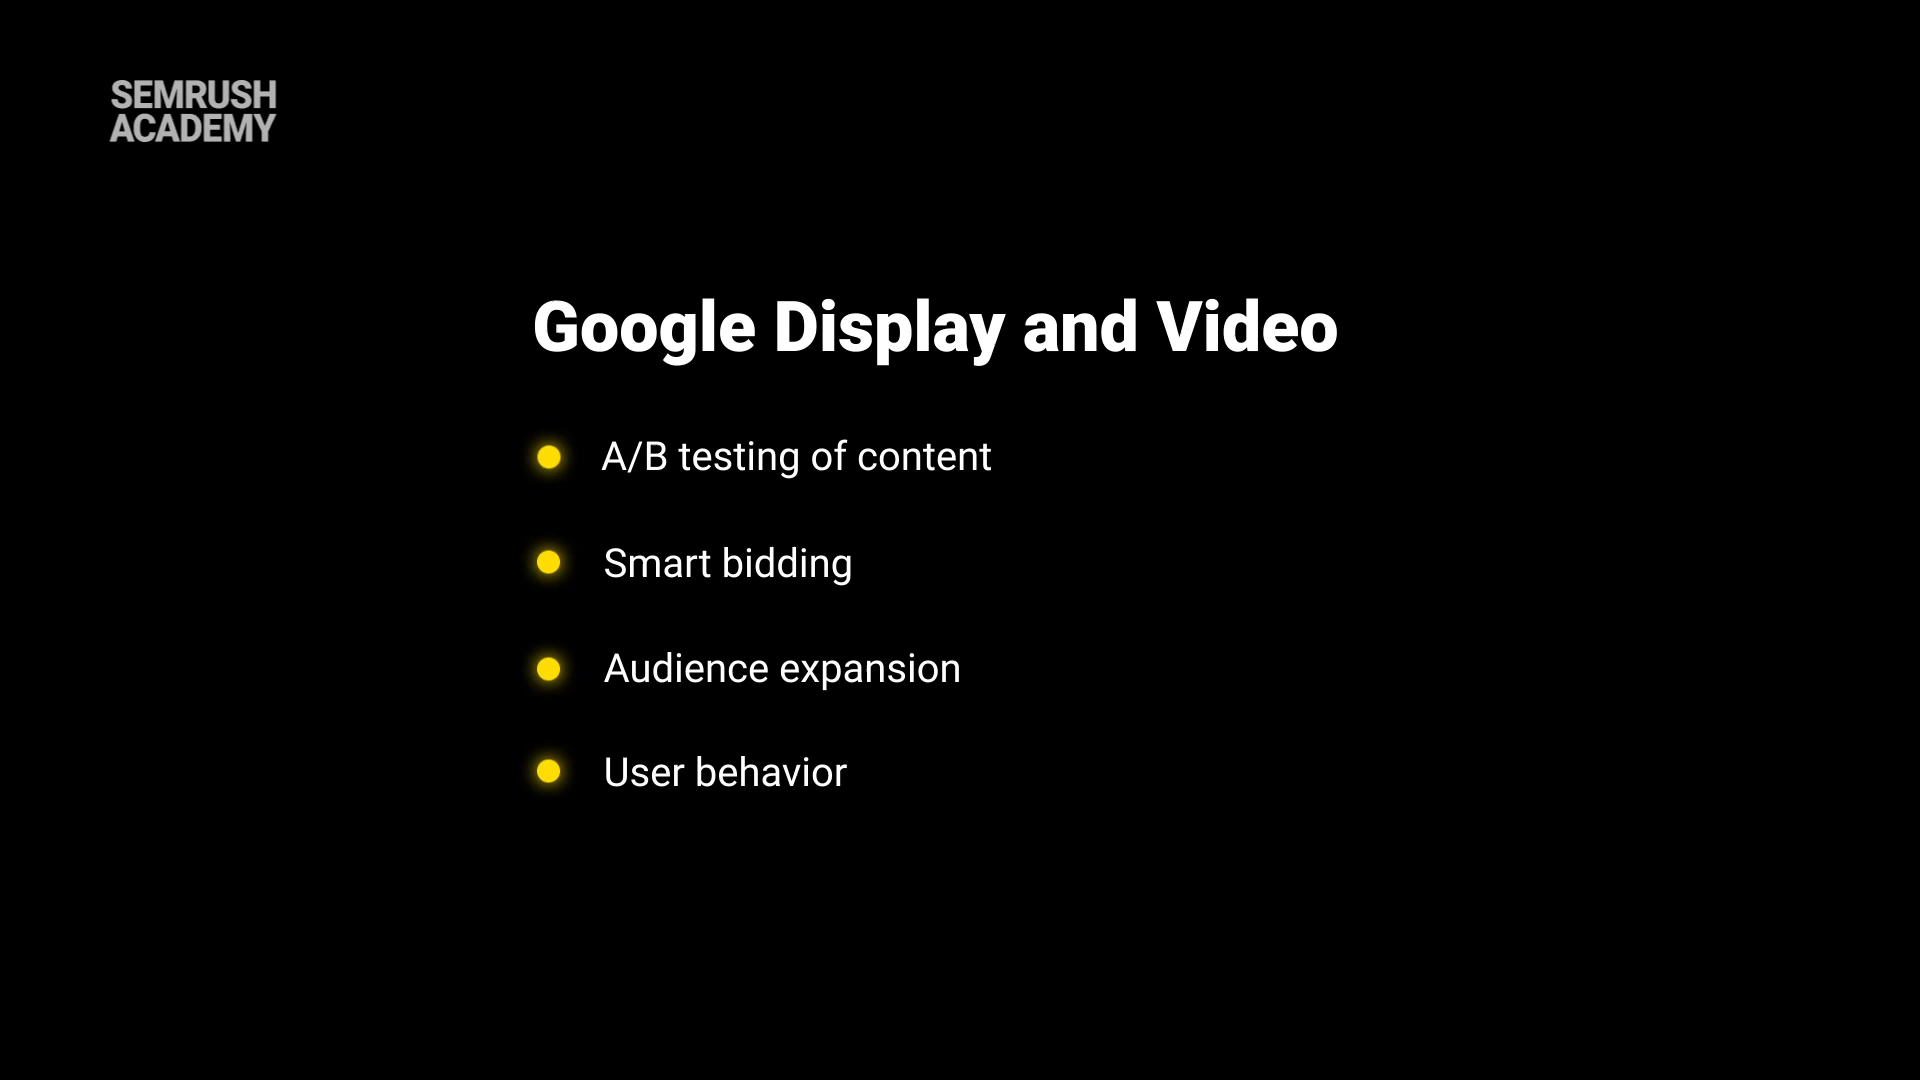 SEMRUSH
ACADEMY
Google Display and Video
A/B testing of content
Smart bidding
Audience expansion
User behavior